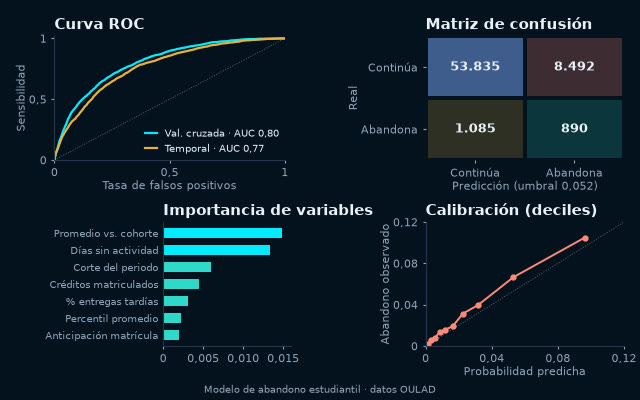 Curva ROC
1
Sensibilidad
0,5
0
Val. cruzada · AUC 0,80
Temporal · AUC 0,77
0
0,5
1
Tasa de falsos positivos
Matriz de confusión
Real
Continúa
53.835
8.492
Abandona
1.085
890
Continúa
Abandona
Predicción (umbral 0,052)
Importancia de variables
Promedio vs. cohorte
Días sin actividad
Corte del periodo
Créditos matriculados
% entregas tardías
Percentil promedio
Anticipación matrícula
0
0,005
0,010
0,015
Calibración (deciles)
Abandono observado
0,12
0,08
0,04
0
0
0,04
0,08
0,12
Probabilidad predicha
Modelo de abandono estudiantil · datos OULAD